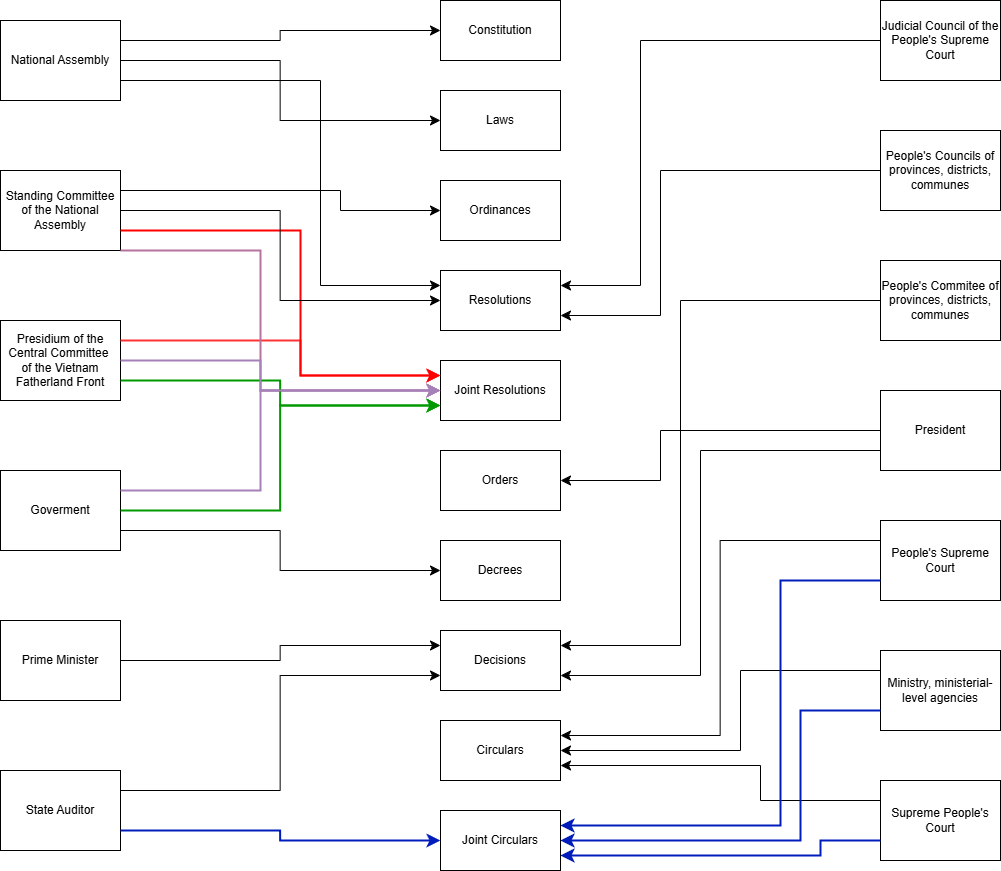 National Assembly
Standing Committee
of the National
Assembly
Presidium of the
Central Committee
of the Vietnam
Fatherland Front
Goverment
Prime Minister
State Auditor
Constitution
Laws
Ordinances
Resolutions
Joint Resolutions
Orders
Decrees
Decisions
Circulars
Joint Circulars
Judicial Council of the
People's Supreme
Court
People's Councils of
provinces, districts,
communes
People's Commitee of
provinces, districts,
communes
President
People's Supreme
Court
Ministry, ministerial-
level agencies
Supreme People's
Court